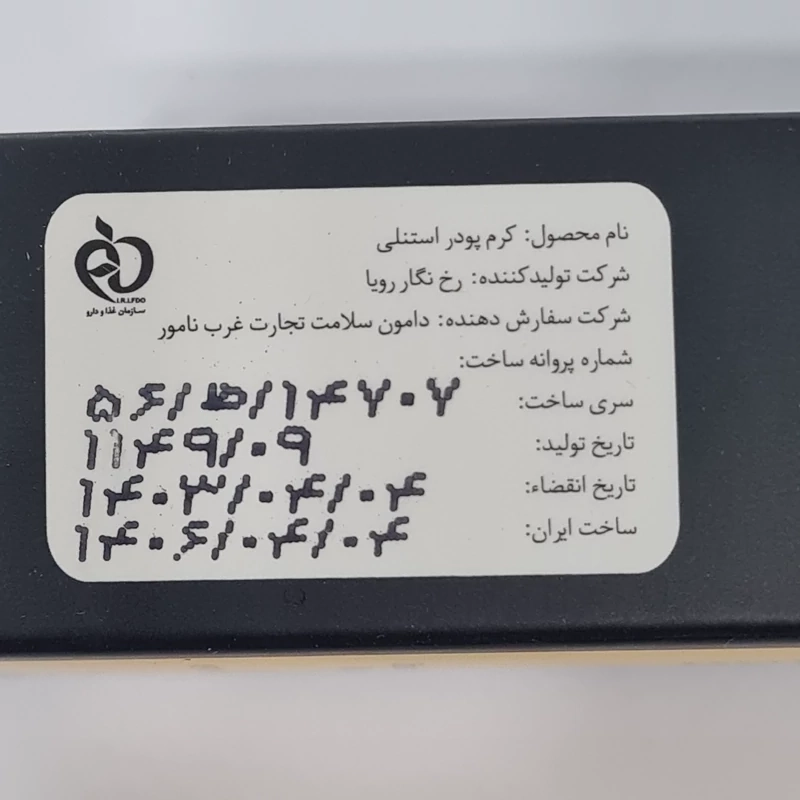 I.R.I.FDO
سازمان غذا و دارو
نام محصول: کرم پودر استنلی
شرکت تولیدکننده: رخ نگار رویا
شرکت سفارش دهنده: دامون سلامت تجارت غرب نامور
شماره پروانه ساخت:
سری ساخت: ۵۶/ظ/۱۴۷۰۷
تاریخ تولید: ۱۱۴۹/۰۹
تاریخ انقضاء: ۱۴۰۳/۰۴/۰۴
ساخت ایران: ۱۴۰۶/۰۴/۰۴